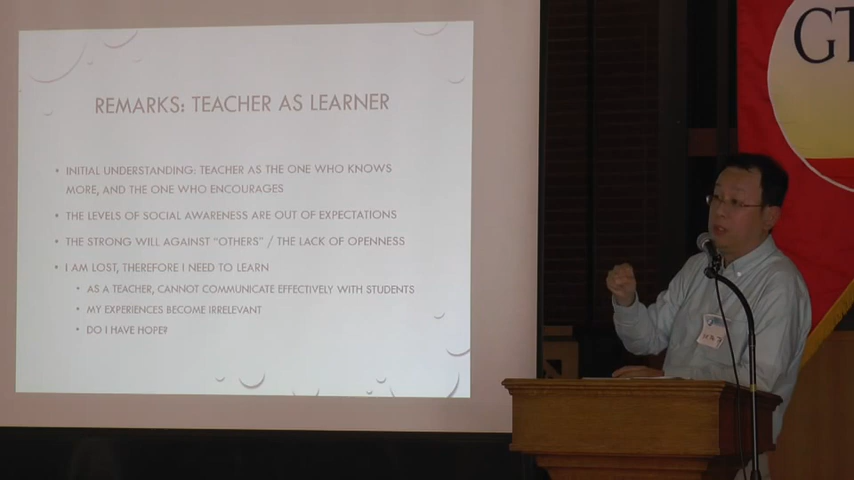 REMARKS: TEACHER AS LEARNER
• INITIAL UNDERSTANDING: TEACHER AS THE ONE WHO KNOWS
MORE, AND THE ONE WHO ENCOURAGES
• THE LEVELS OF SOCIAL AWARENESS ARE OUT OF EXPECTATIONS
• THE STRONG WILL AGAINST "OTHERS" / THE LACK OF OPENNESS
• I AM LOST, THEREFORE I NEED TO LEARN
• AS A TEACHER, CANNOT COMMUNICATE EFFECTIVELY WITH STUDENTS
• MY EXPERIENCES BECOME IRRELEVANT
• DO I HAVE HOPE?